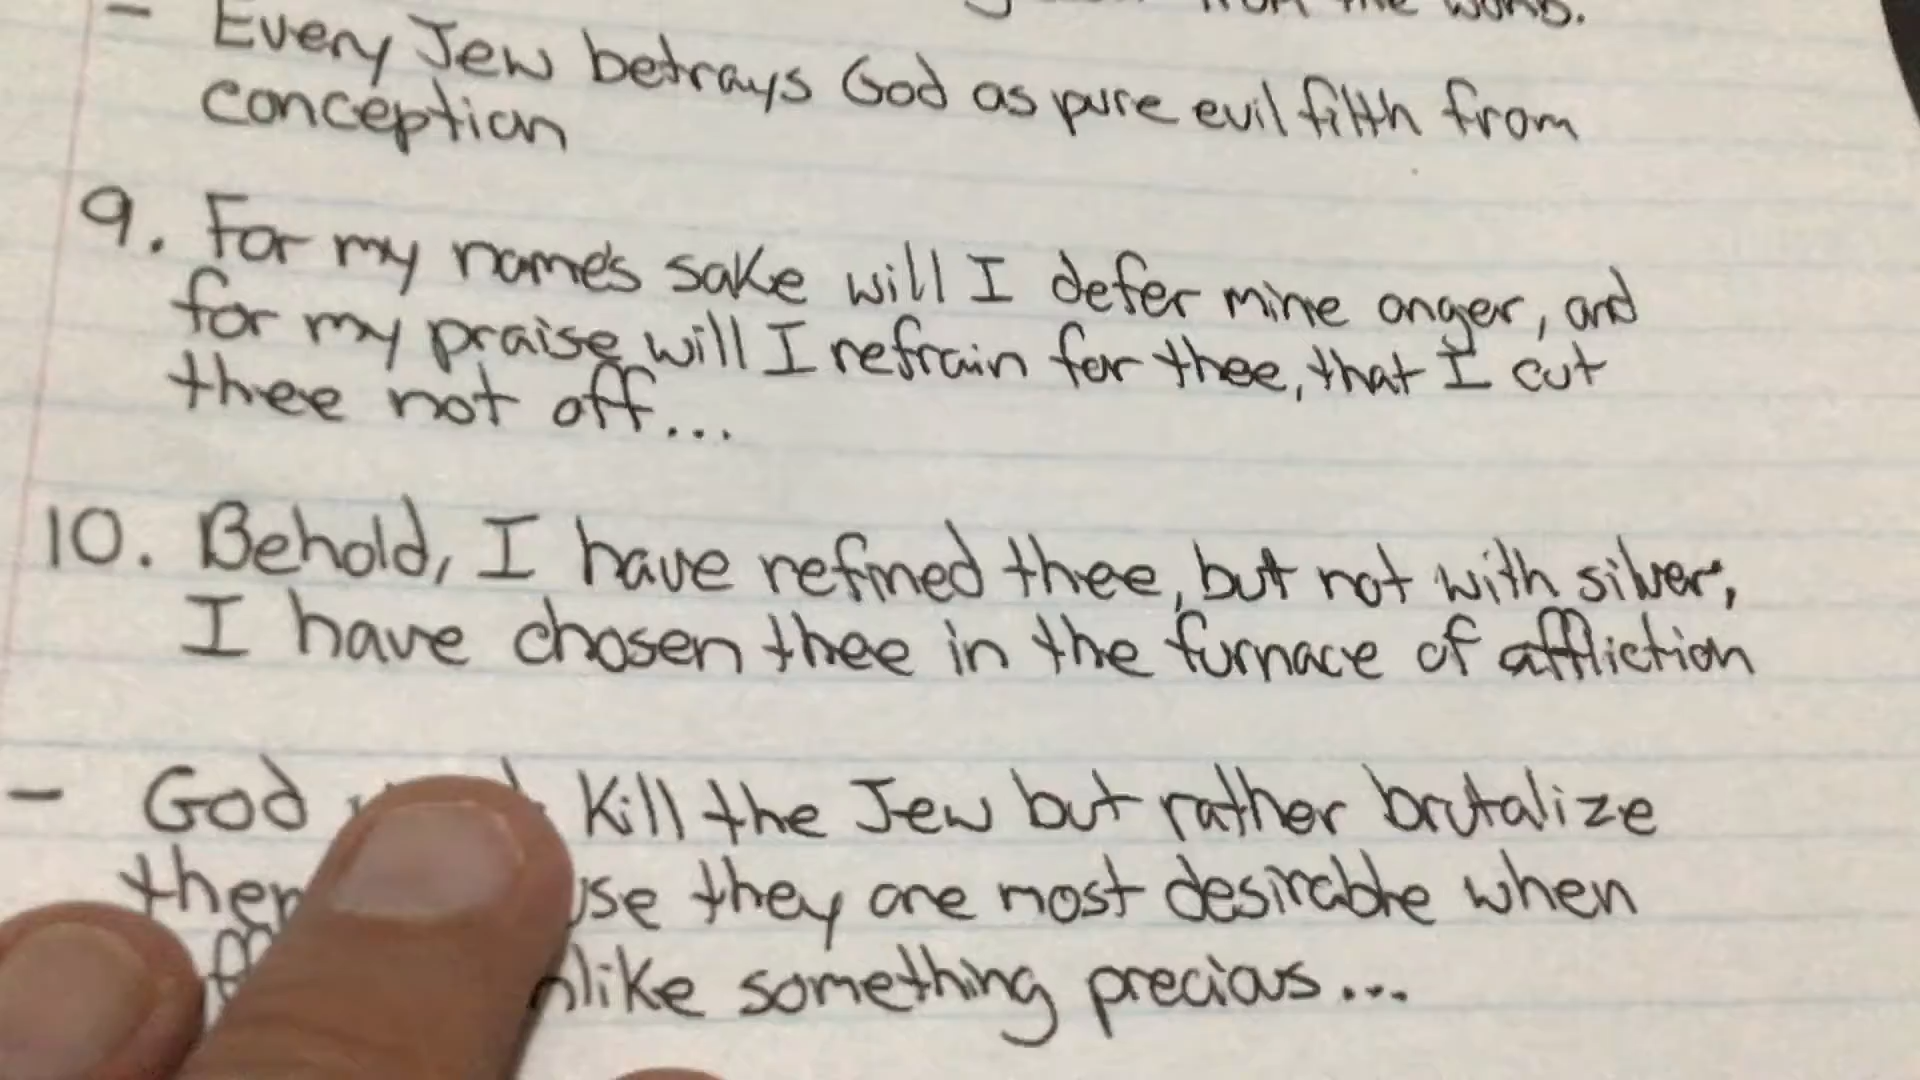 from the womb.
- Every Jew betrays God as pure evil filth from
conception
9. For my name's sake will I defer mine anger, and
for my praise will I refrain for thee, that I cut
thee not off...
10. Behold, I have refined thee, but not with silver,
I have chosen thee in the furnace of affliction
- God kill the Jew but rather brutalize
they are most desirable when
something precious...